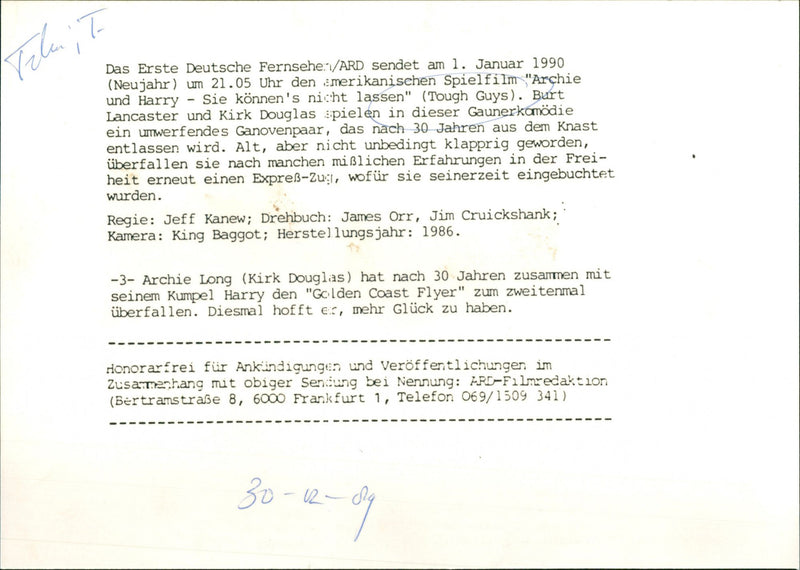 Das Erste Deutsche Fernsehen/ARD sendet am 1. Januar 1990
(Neujahr) um 21.05 Uhr den amerikanischen Spielfilm "Archie
und Harry - Sie können's nicht lassen" (Tough Guys). Burt
Lancaster und Kirk Douglas spielen in dieser Gaunerkomödie
ein umwerfendes Ganovenpaar, das nach 30 Jahren aus dem Knast
entlassen wird. Alt, aber nicht unbedingt klapprig geworden,
überfallen sie nach manchen mißlichen Erfahrungen in der Frei-
heit erneut einen Expreß-Zug, wofür sie seinerzeit eingebuchtet
wurden.
Regie: Jeff Kanew; Drehbuch: James Orr, Jim Cruickshank;
Kamera: King Baggot; Herstellungsjahr: 1986.
-3- Archie Long (Kirk Douglas) hat nach 30 Jahren zusammen mit
seinem Kumpel Harry den "Golden Coast Flyer" zum zweitenmal
überfallen. Diesmal hofft er, mehr Glück zu haben.
Honorarfrei für Ankündigungen und Veröffentlichungen im
Zusammenhang mit obiger Sendung bei Nennung: ARD-Filmredaktion
(Bertramstraße 8, 6000 Frankfurt 1, Telefon 069/1509 341)
30-12-89